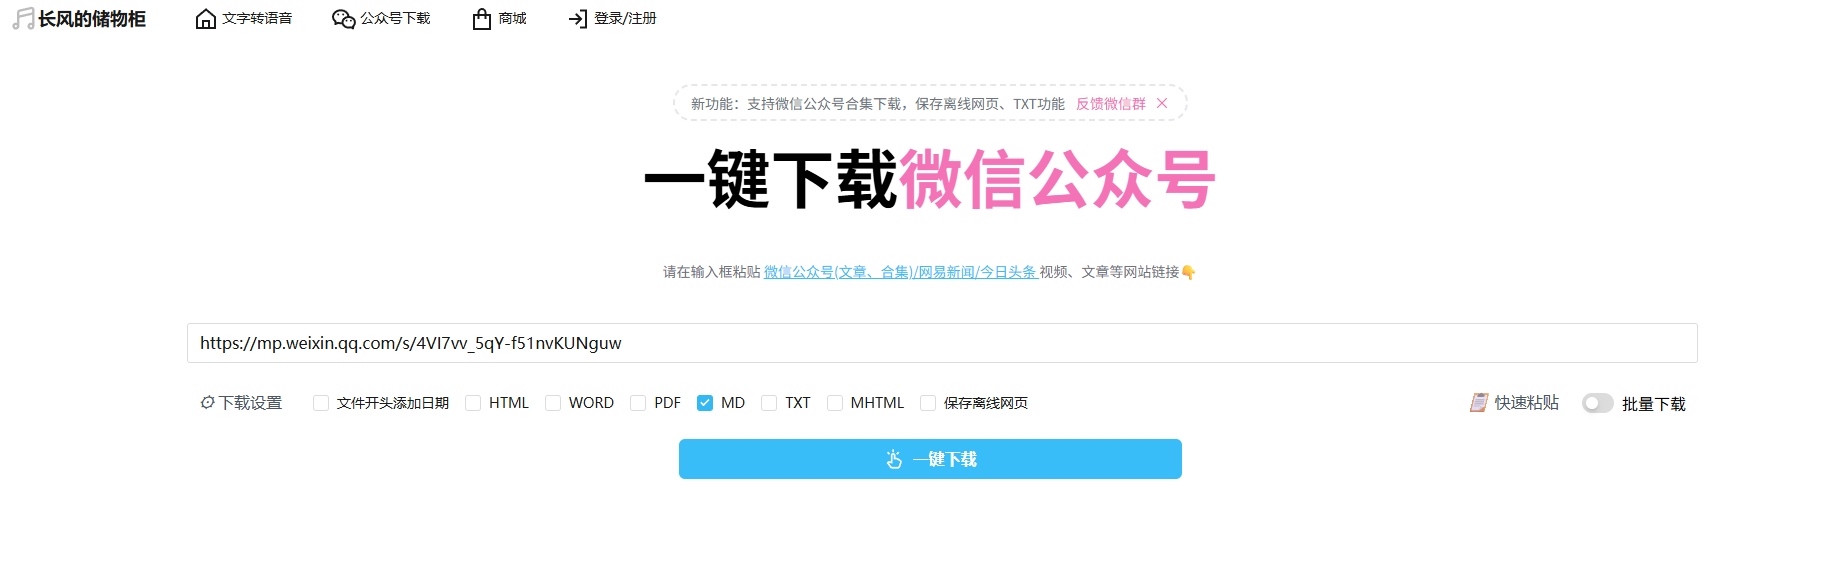 长风的储物柜 文字转语音 公众号下载 商城 登录/注册
新功能：支持微信公众号合集下载，保存离线网页、TXT功能 反馈微信群
一键下载微信公众号
请在输入框粘贴 微信公众号(文章、合集)/网易新闻/今日头条 视频、文章等网站链接👇
https://mp.weixin.qq.com/s/4VI7vv_5qY-f51nvKUNguw
下载设置 文件开头添加日期 HTML WORD PDF MD TXT MHTML 保存离线网页 快速粘贴 批量下载
一键下载